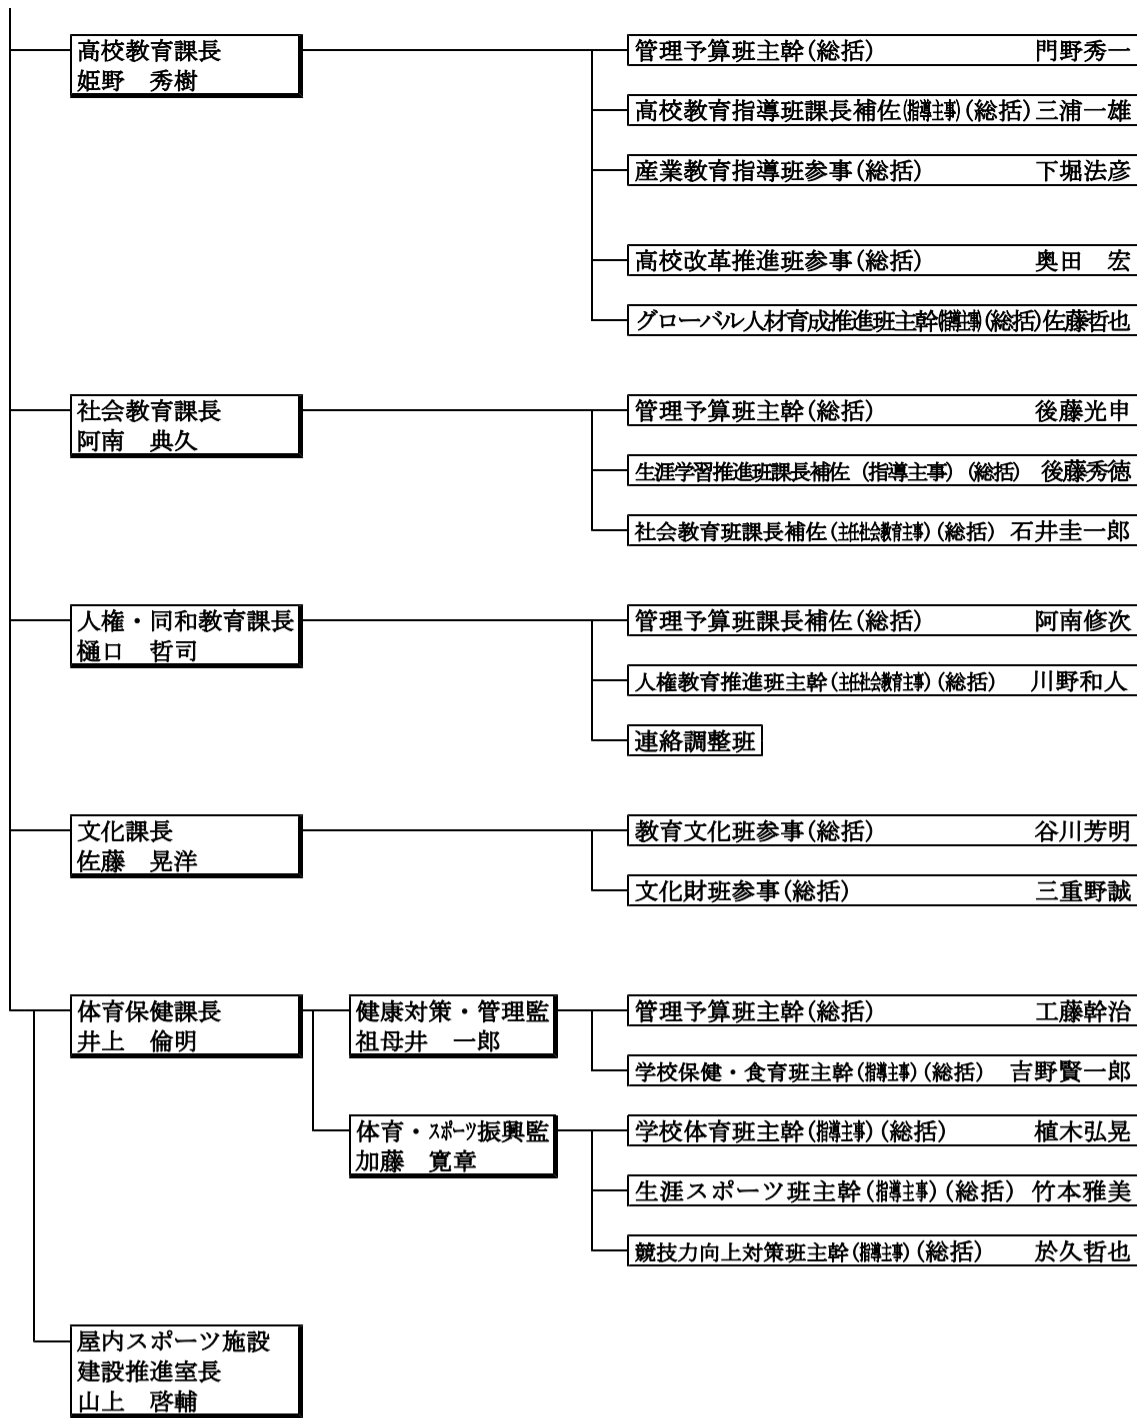 高校教育課長
姫野　秀樹
管理予算班主幹(総括)　門野秀一
高校教育指導班課長補佐(指導主事)(総括)三浦一雄
産業教育指導班参事(総括)　下堀法彦
高校改革推進班参事(総括)　奥田　宏
グローバル人材育成推進班主幹(指導主事)(総括)佐藤哲也
社会教育課長
阿南　典久
管理予算班主幹(総括)　後藤光申
生涯学習推進班課長補佐(指導主事)(総括)　後藤秀徳
社会教育班課長補佐(主任社会教育主事)(総括)　石井圭一郎
人権・同和教育課長
樋口　哲司
管理予算班課長補佐(総括)　阿南修次
人権教育推進班主幹(主任社会教育主事)(総括)　川野和人
連絡調整班
文化課長
佐藤　晃洋
教育文化班参事(総括)　谷川芳明
文化財班参事(総括)　三重野誠
体育保健課長
井上　倫明
健康対策・管理監
祖母井　一郎
管理予算班主幹(総括)　工藤幹治
学校保健・食育班主幹(指導主事)(総括)　吉野賢一郎
体育・スポーツ振興監
加藤　寛章
学校体育班主幹(指導主事)(総括)　植木弘晃
生涯スポーツ班主幹(指導主事)(総括)　竹本雅美
競技力向上対策班主幹(指導主事)(総括)　於久哲也
屋内スポーツ施設
建設推進室長
山上　啓輔